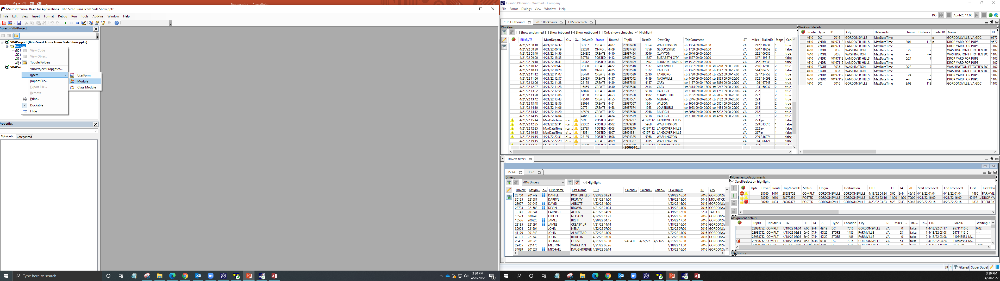 Presentation1 - PowerPoint
Microsoft Visual Basic for Applications - Bite-Sized Trans Team Slide Show.pptx
File Edit View Insert Format Debug Run Tools Add-Ins Window Help
Project - VBAProject
VBAProject (Bite-Sized Trans Team Slide Show.pptx)
Modules
View Code
View Object
Toggle Folders
VBAProject Properties...
Insert
Import File...
Export File...
Remove
Print...
Dockable
Hide
UserForm
Module
Class Module
Properties
Alphabetic Categorized
Type here to search
3:30 PM
4/20/2022
Quintiq Planning - Walmart - Company
File Forms Dialogs View Window Help
DO April-20 14:00
7816 Outbound 7816 Backhauls LOS Research
Workload
Show unplanned Show inbound Show outbound Only show scheduled Highlight
BillsByTS MustDepart... O... O... DriverID Status Route# TripID DestID Dest City TripComment ST Miles TrailerID Stops CanB
4/21/22 08:10 4/21/22 14:37 36307 CREATE 4407 28987488 1354 WASHINGTON str 1354 09:00-20:00 VA 242 119234 1 true
4/21/22 08:30 4/21/22 00:19 23288 ONRO... 4409 28987493 1759 GLOUCESTER str 1759 09:00-20:00 VA 530 119859 2 false
4/21/22 08:40 4/21/22 14:56 234335 CREATE 4410 28987494 5046 CLAYTON str 5046 09:00-20:00 VA 222 106086 1 true
4/21/22 09:00 4/21/22 15:35 39738 POSTED 4412 28987492 1527 ELIZABETH CITY str 1527 09:00-20:00 VA 317 119315 1 false
4/21/22 09:10 4/21/22 16:41 37312 POSTED 4414 28987499 1502 ROANOKE RAPIDS str 1502 09:00-20:00 VA 352 169243 1 false
4/21/22 10:12 4/22/22 09:47 32300 CREATE 4422 28987518 7337 GREENVILLE str 7337 09:00-17:00 str 7218 09:00-17:00 VA 266 112600 2 true
4/21/22 10:43 4/22/22 10:28 9793 ONRO... 4425 28987520 1372 RALEIGH str 1372 09:00-20:00 str 4147 09:00-17:00 VA 544 104550 2 false
4/21/22 11:12 4/22/22 11:07 35470 CREATE 4430 28987530 2730 TARBORO str 2730 09:00-20:00 str 7222 09:00-17:00 VA 227 124758 2 true
4/21/22 11:56 4/22/22 12:37 234354 CREATE 4437 28987542 4459 NASHVILLE str 4459 09:00-20:00 str 3825 09:00-20:00 VA 302 134693 2 true
4/21/22 12:06 4/22/22 11:28 23175 CREATE 4439 28987545 4157 CARY str 4157 09:00-17:00 str 3889 09:00-20:00 VA 196 167248 2 true
4/21/22 12:07 4/22/22 11:28 16465 CREATE 4440 28987546 2414 CARY str 2414 09:00-17:00 str 2247 09:00-20:00 VA 194 160937 2 true
4/21/22 13:02 4/22/22 12:55 65076 CREATE 4450 28987557 5118 RALEIGH str 5118 09:00-20:00 str 1751 09:00-20:00... VA 202 3 true
4/21/22 13:20 4/22/22 13:06 31180 CREATE 4453 28987558 3182 CHAPEL HILL str 3182 09:00-20:00 str 2836 09:00-20:00 VA 227 2 true
4/21/22 13:42 4/22/22 13:43 43510 CREATE 4455 28987561 5346 MEBANE str 5346 09:00-20:00 str 3182 09:00-20:00 VA 223 2 true
4/21/22 13:48 4/22/22 13:36 32034 CREATE 4461 28987567 1664 WILSON str 1664 09:00-20:00 str 5851 09:00-20:00 VA 244 2 true
4/21/22 14:10 4/22/22 14:06 29721 CREATE 4468 28987574 1953 LOUISBURG str 1953 09:00-20:00 str 4484 09:00-20:00 VA 215 2 true
4/21/22 14:12 4/22/22 14:20 42529 CREATE 4472 28987578 2058 RALEIGH str 2058 09:00-20:00 str 5292 09:00-20:00 VA 212 2 true
4/21/22 14:15 4/22/22 14:04 44851 CREATE 4474 28987579 5118 RALEIGH str 5118 09:00-20:00 str 4250 09:00-20:00 VA 187 2 true
4/21/22 15:44 MaxDateTime rcar... 5298 POSTED 4601 28979237 40197112 LANDOVER HILLS VA 273 p- 1 false
4/21/22 12:35 4/21/22 22:31 rcar... 23352 POSTED 4602 28979238 5968 WASHINGTON VA 229 313015 1 false
4/21/22 12:35 MaxDateTime rcar... 28723 POSTED 4603 28979240 40197112 LANDOVER HILLS VA 262 p- 1 false
4/21/22 19:15 MaxDateTime c1... 18531 POSTED 4607 28991381 40197112 LANDOVER HILLS VA 267 p- 1 false
4/21/22 19:15 4/21/22 22:31 c1... 23185 POSTED 4608 28991385 5968 WASHINGTON VA 229 316074 1 false
4/21/22 19:15 4/21/22 22:29 c1... CREATE 4609 28991387 3035 WASHINGTON VA 114 306121 1 false
4/21/22 12:35 MaxDateTime rcar... 28760 POSTED 4610 28979239 40197112 LANDOVER HILLS VA 262 p- 1 false
-2006610...
Workload details
Route Type ID City DeliveryTs Transit Distance Trailer ID Name ID
4610 DC 7016 GORDONSVILLE MaxDateTime --- --- p- GORDONSVILLE, VA GDC 9577
4610 VNDR 40197112 LANDOVER HILLS MaxDateTime 3:04 118 p- DROP YARD FOR PUPS 1107
4610 VNDR 40197112 LANDOVER HILLS MaxDateTime --- --- DROP YARD FOR PUPS 1107
4610 STORE 3035 WASHINGTON MaxDateTime 0:22 7 WASHINGTON FT TOTTEN DC 1107
4610 STORE 3035 WASHINGTON MaxDateTime --- --- WASHINGTON FT TOTTEN DC 1107
4610 VNDR 40197112 LANDOVER HILLS MaxDateTime 0:24 7 DROP YARD FOR PUPS 1107
4610 VNDR 40197112 LANDOVER HILLS MaxDateTime --- --- DROP YARD FOR PUPS 1107
4610 STORE 3035 WASHINGTON MaxDateTime 0:22 7 WASHINGTON FT TOTTEN DC 1107
4610 STORE 3035 WASHINGTON MaxDateTime --- --- WASHINGTON FT TOTTEN DC 1107
4610 VNDR 40197112 LANDOVER HILLS MaxDateTime 0:24 7 DROP YARD FOR PUPS 1107
4610 VNDR 40197112 LANDOVER HILLS MaxDateTime --- --- DROP YARD FOR PUPS 1107
4610 DC 7016 GORDONSVILLE MaxDateTime 3:03 118 GORDONSVILLE, VA GDC 1107
Drivers filters
35064 31361
Drivers
7816 Drivers Highlight
Driver# Assign... o... First Name Last Name ETD Calend... Calend... Calen... FLW Input ID City
28760 201749 DANIEL PORTERFIELD 4/23/22 03:23 4/20/22 16:00 7016 GORDONS
35125 221587 DARRYL PRUNTY 4/21/22 11:00 4/19/22 18:00 7045 MOUNT CR
28997 201042 DAVID ABBOTT 4/22/22 16:00 4/22/22 16:00 7016 GORDONS
28723 221588 DEVIN BROWN 4/21/22 21:04 4/15/22 14:00 7016 GORDONS
10141 201241 EARNEST ALLEN 4/21/22 14:39 4/19/22 12:30 8231 TAYLOR
18573 180943 ELBERT NELSON 4/22/22 13:21 4/15/22 16:00 7016 GORDONS
18536 200220 JAMES BRETT 4/20/22 04:45 4/15/22 17:00 7016 GORDONS
23185 221594 JAMES CREASY, JR 4/21/22 14:14 4/18/22 16:00 7016 GORDONS
39904 221604 JOHN NENA 4/22/22 07:00 4/22/22 07:00 7016 GORDONS
41179 201242 JOHN ALMSTEAD 4/22/22 13:00 4/22/22 13:00 7016 GORDONS
40191 221549 JOHN BIERLEIN 4/22/22 16:00 4/22/22 16:00 7016 GORDONS
28407 201526 JOHNNIE HURST 4/21/22 16:00 VACATI... 4/22/22... 4/23/22... 4/21/22 16:00 7016 GORDONS
29465 221476 MELTON VAUGHAN 4/21/22 06:26 4/18/22 11:00 7016 GORDONS
34099 201527 MICHAEL DAUGHTRIDGE 4/20/22 05:14 4/15/22 16:00 7016 GORDONS
Movements/Assignments
Scroll/select on highlight
Opti... Driver Route Trip/Load ID Status Origin Destination ETD 11 14 70 StartTimeLocal EndTimeLocal First First Nam
28760 1410 28938752 COMPLT GORDONSVILLE GORDONSVILLE 4/18/22 04:24 7:00 9:44 49:19 4/18/22 01:04 4/18/22 01:04 1486 FARMVILL
28760 4610 28979239 POSTED GORDONSVILLE GORDONSVILLE 4/22/22 22:16 11:00 14:00 70:00 4/21/22 16:00 4/21/22 16:00 401971... DROP YAR
28760 4403 28987477 POSTED GORDONSVILLE GORDONSVILLE 4/23/22 03:23 6:23 7:43 59:43 4/22/22 22:16 4/22/22 22:16 1833 FREDERIC
Assignment details
TripID TripStatus ETA 11 14 70 Type Location City ST Miles ... IsO... Tri... ETD LoadID WaitingDu
28938752 COMPLT 4/18/22 01:04 7:00 9:44 49:19 DC 7016 GORDONSVILLE VA 0 false 1 4/18/22 01:17 95711416-0 0:02
28938752 COMPLT 4/18/22 02:38 5:40 7:54 47:29 STORE 1486 FARMVILLE VA 63 false 1 4/18/22 03:08 95711416-0 ---
28938752 COMPLT 4/18/22 03:08 5:40 7:54 47:29 STORE 1486 FARMVILLE VA 0 false 2 4/18/22 03:08 110645583-M... ---
28938752 COMPLT 4/18/22 03:54 4:53 6:38 0:00 DC 7016 GORDONSVILLE VA 63 false 2 4/18/22 04:24 110645583-M... ---
ETA history
79 1 Filtered Super Dude!
3:30 PM
4/20/2022